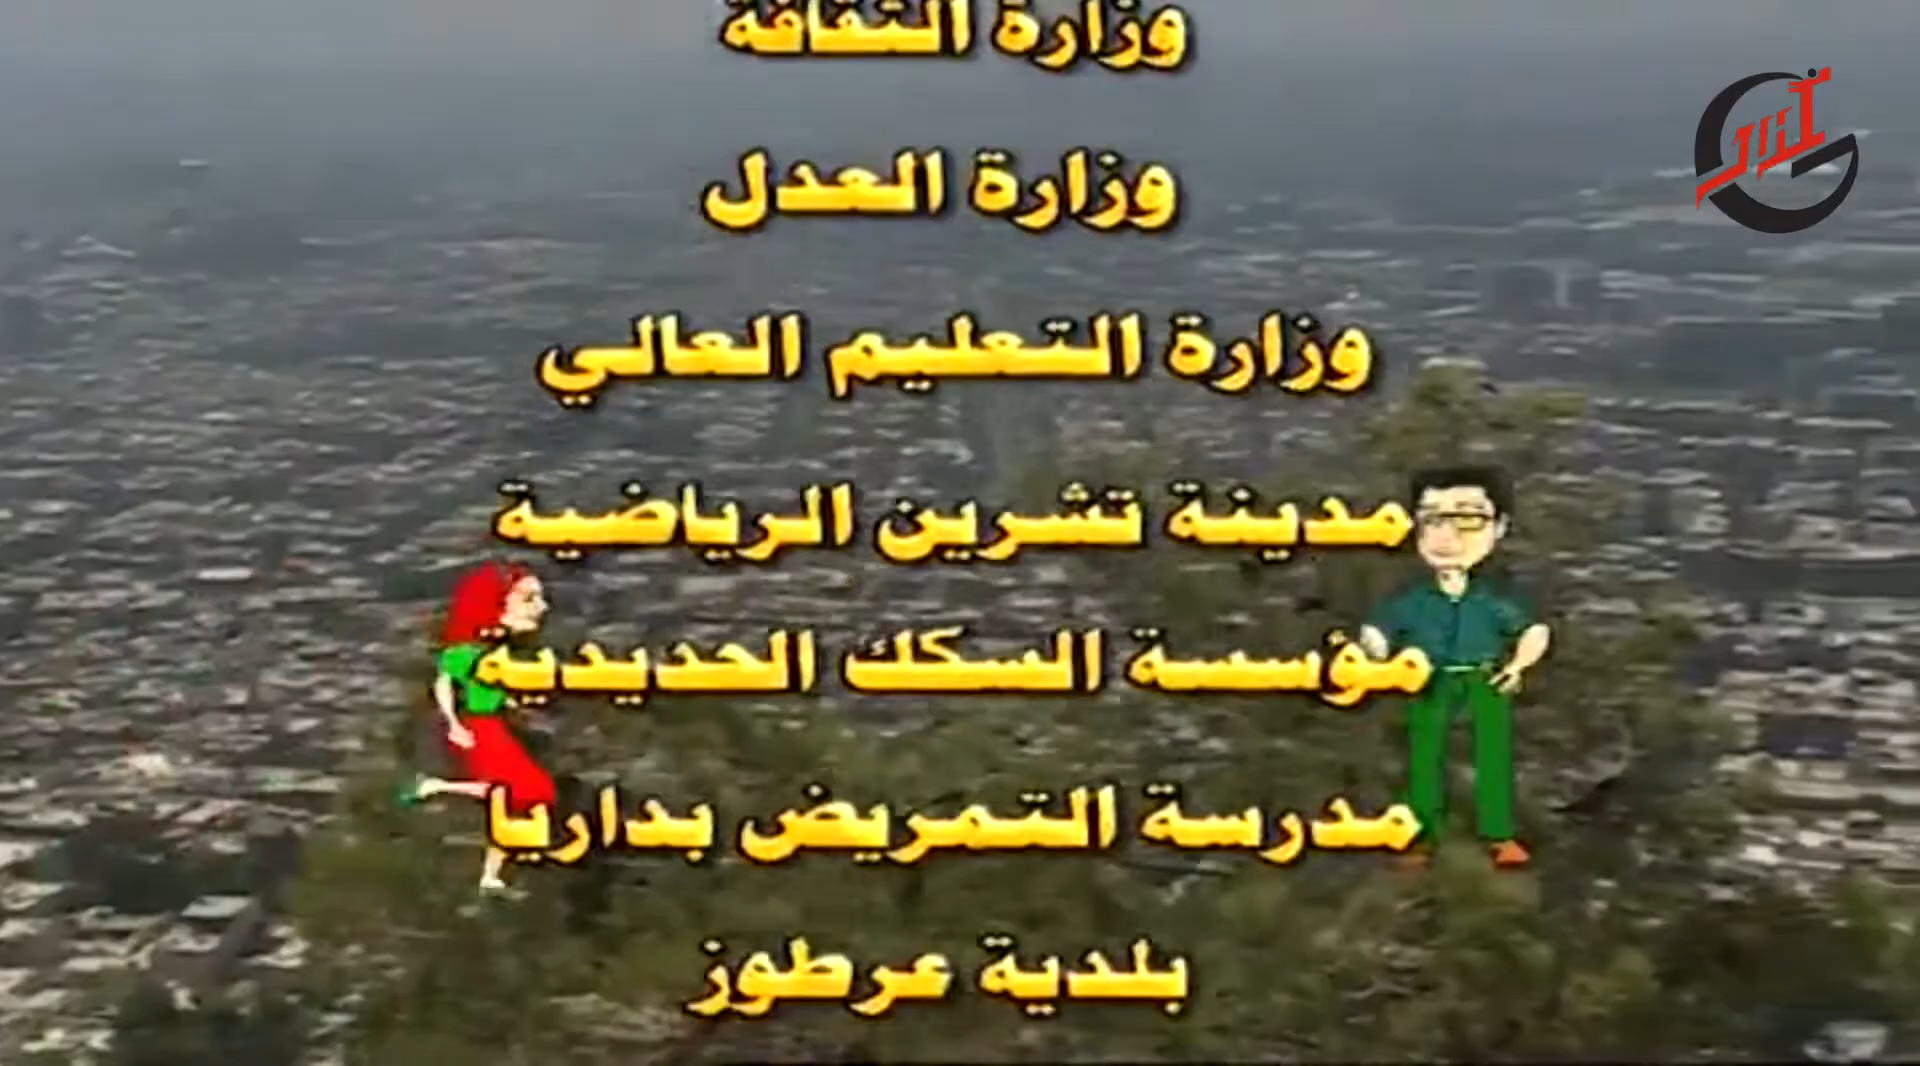 وزارة الثقافة
وزارة العدل
وزارة التعليم العالي
مدينة تشرين الرياضية
مؤسسة السكك الحديدية
مدرسة التمريض بداريا
بلدية عرطوز